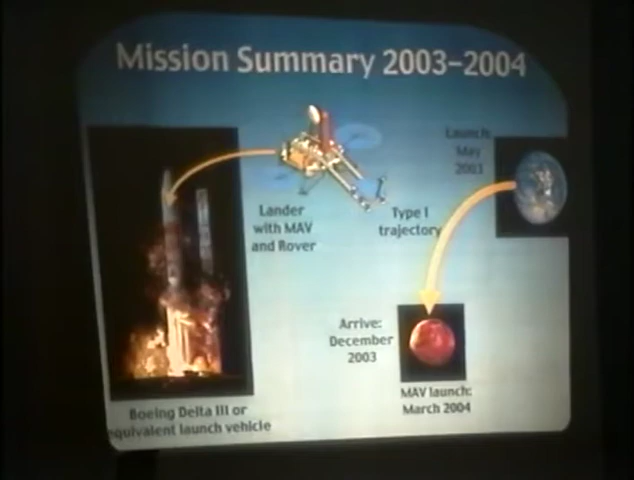 Mission Summary 2003–2004
Launch:
May
2003
Lander
with MAV
and Rover
Type I
trajectory
Arrive:
December
2003
MAV launch:
March 2004
Boeing Delta III or
equivalent launch vehicle